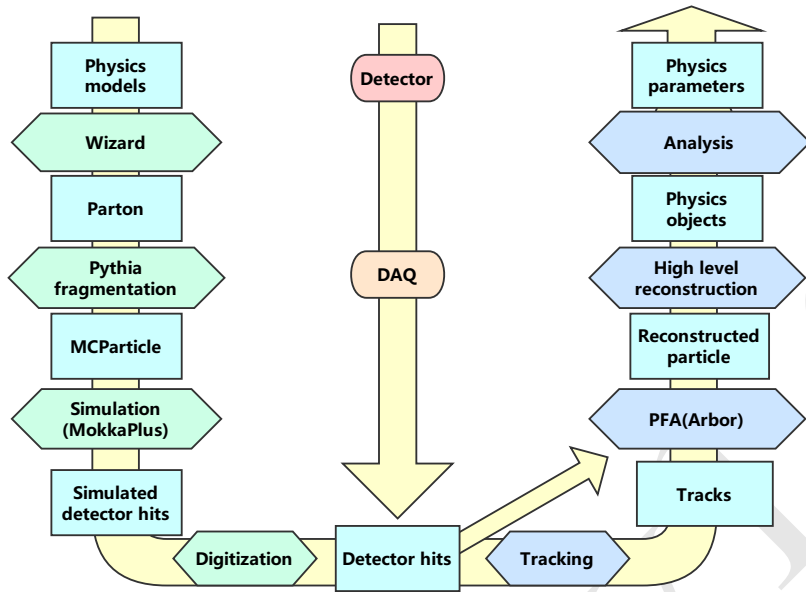 Physics
models
Wizard
Parton
Pythia
fragmentation
MCParticle
Simulation
(MokkaPlus)
Simulated
detector hits
Digitization
Detector
DAQ
Detector hits
Tracking
Tracks
PFA(Arbor)
Reconstructed
particle
High level
reconstruction
Physics
objects
Analysis
Physics
parameters